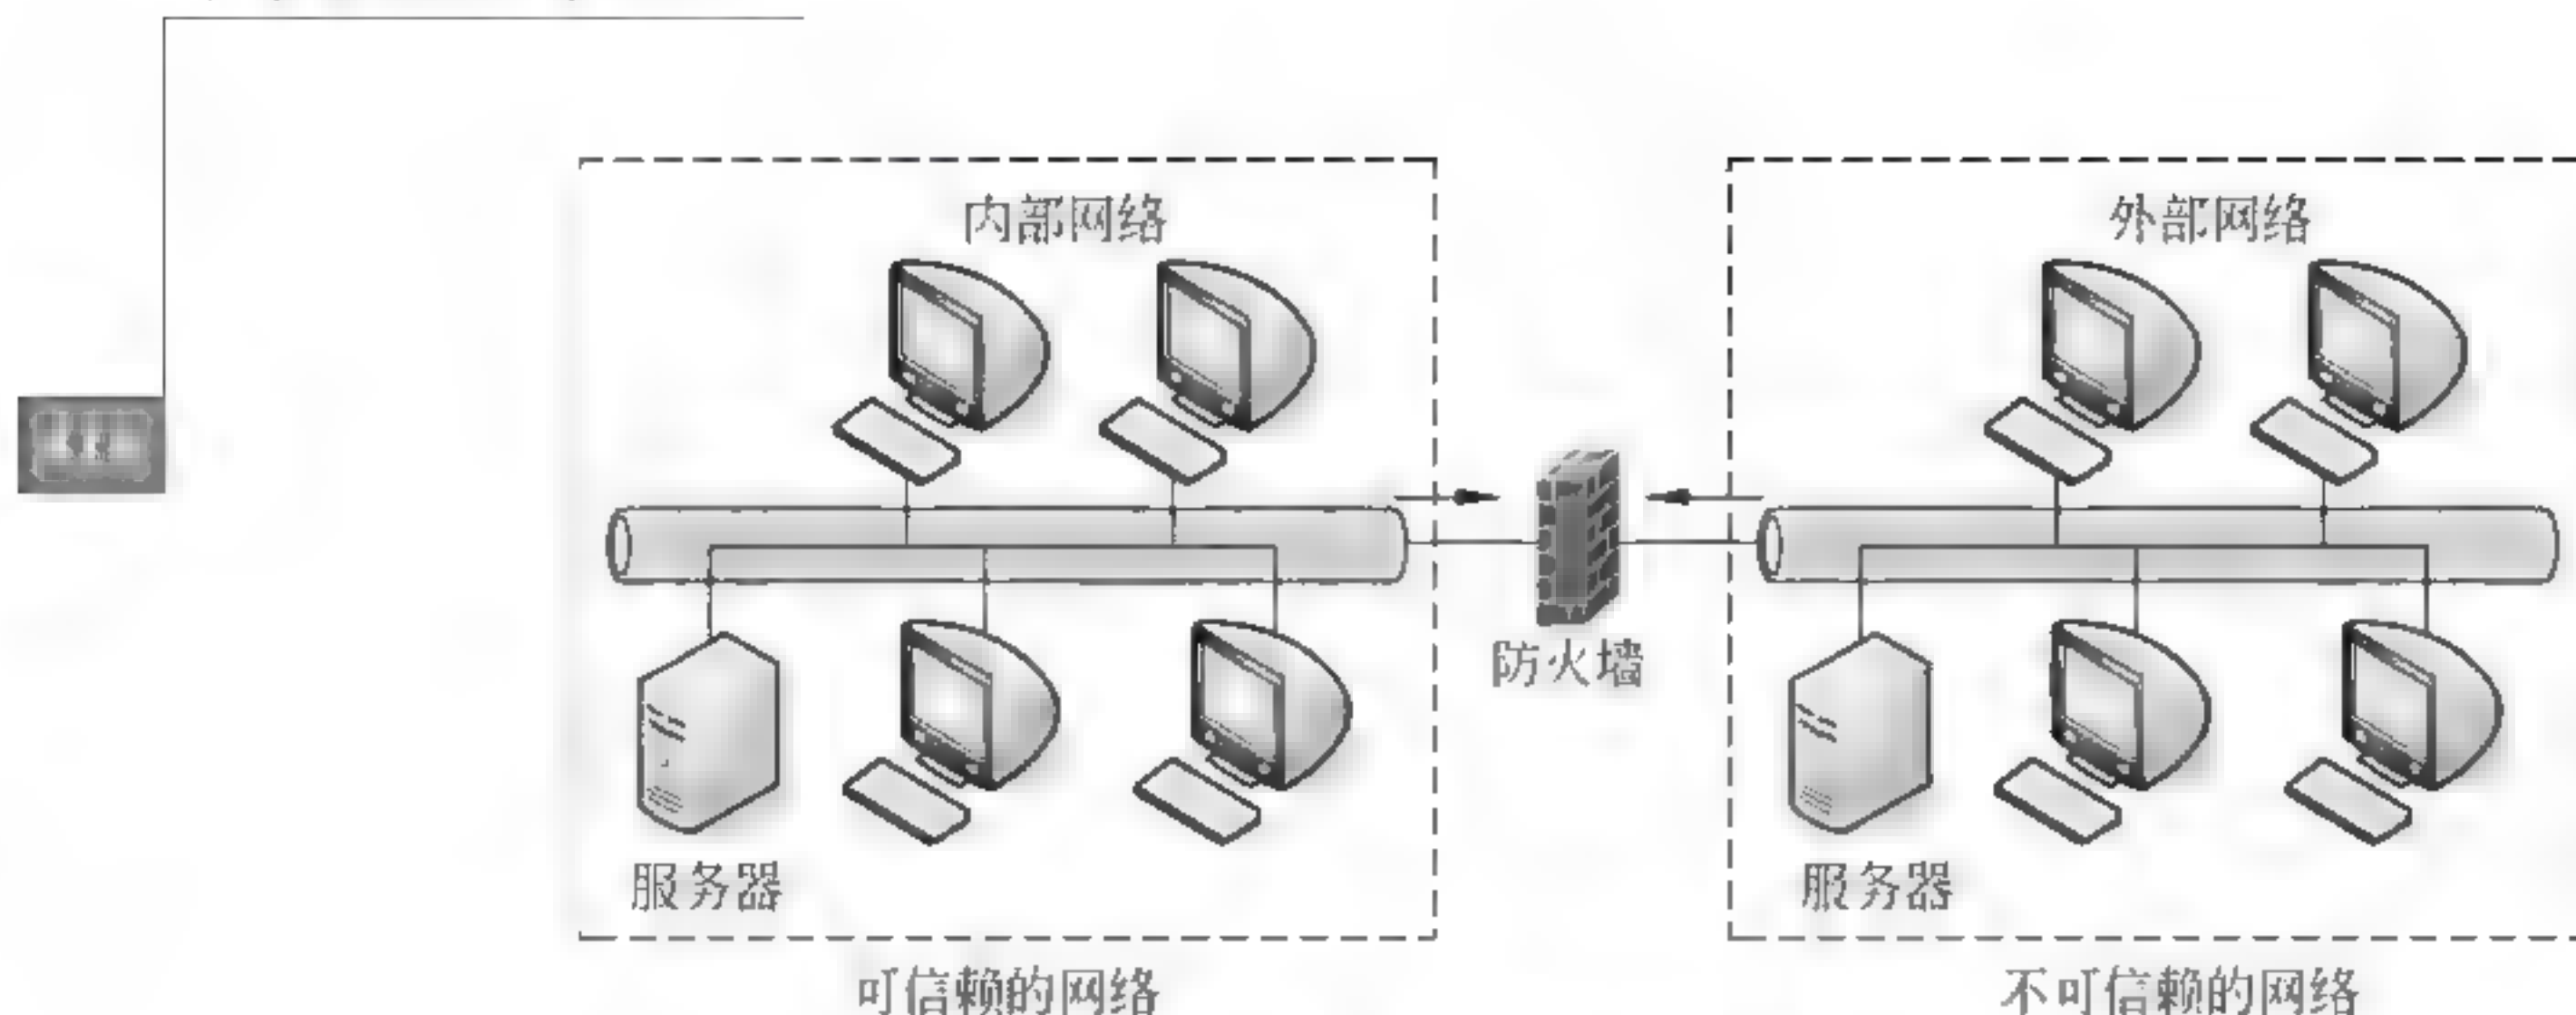 内部网络
外部网络
防火墙
服务器
服务器
可信赖的网络
不可信赖的网络